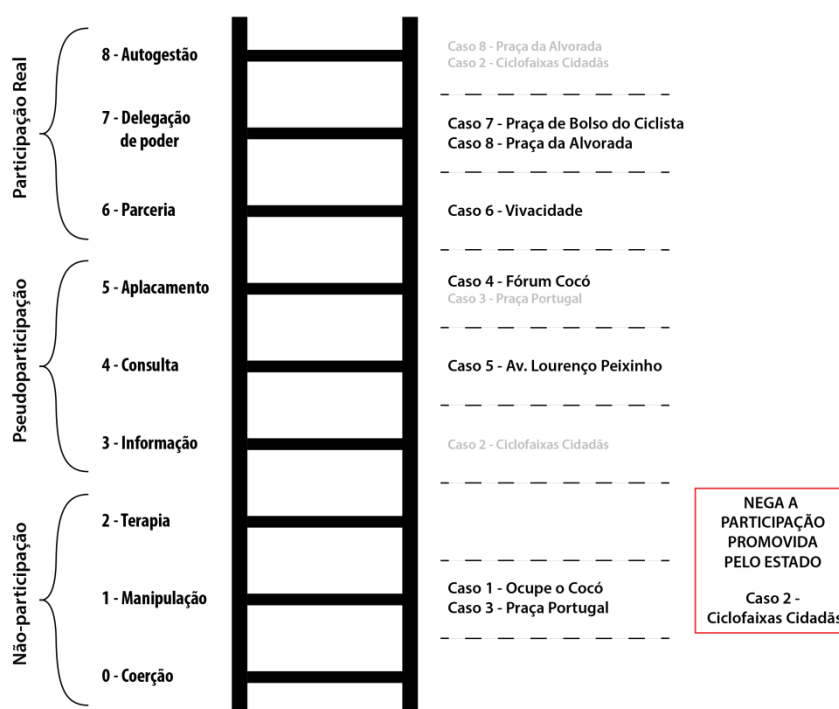 Participação Real
8 - Autogestão
7 - Delegação
de poder
6 - Parceria
Pseudoparticipação
5 - Aplacamento
4 - Consulta
3 - Informação
Não-participação
2 - Terapia
1 - Manipulação
0 - Coerção
Caso 8 - Praça da Alvorada
Caso 2 - Ciclofaixas Cidadãs
Caso 7 - Praça de Bolso do Ciclista
Caso 8 - Praça da Alvorada
Caso 6 - Vivacidade
Caso 4 - Fórum Cocó
Caso 3 - Praça Portugal
Caso 5 - Av. Lourenço Peixinho
Caso 2 - Ciclofaixas Cidadãs
Caso 1 - Ocupe o Cocó
Caso 3 - Praça Portugal
NEGA A
PARTICIPAÇÃO
PROMOVIDA
PELO ESTADO
Caso 2 -
Ciclofaixas Cidadãs